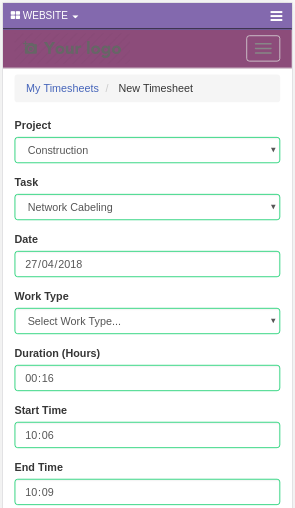 WEBSITE
Your logo
My Timesheets / New Timesheet
Project
Construction
Task
Network Cabeling
Date
27/04/2018
Work Type
Select Work Type...
Duration (Hours)
00:16
Start Time
10:06
End Time
10:09